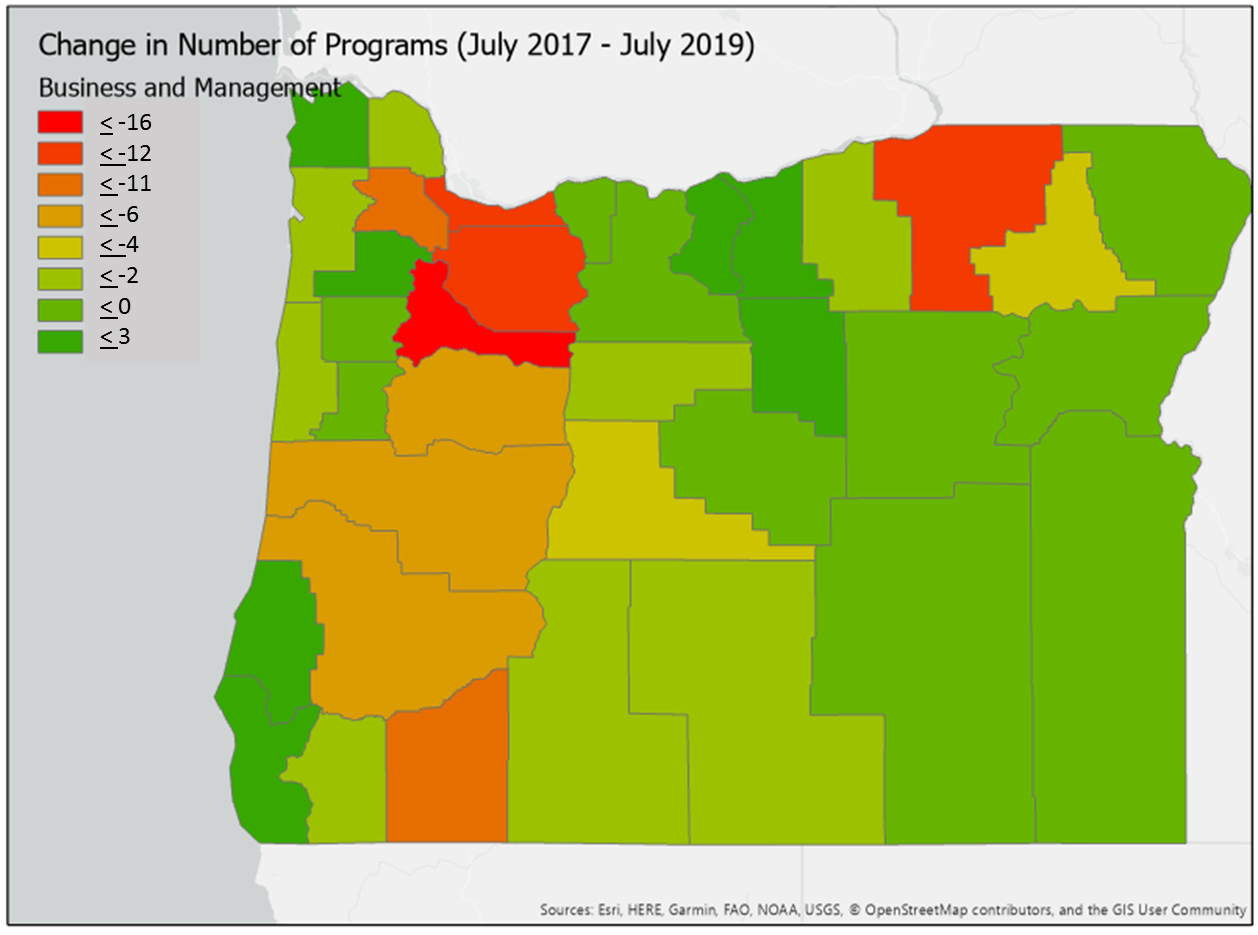 Change in Number of Programs (July 2017 - July 2019)
Business and Management
≤ -16
≤ -12
≤ -11
≤ -6
≤ -4
≤ -2
≤ 0
≤ 3
Sources: Esri, HERE, Garmin, FAO, NOAA, USGS, © OpenStreetMap contributors, and the GIS User Community